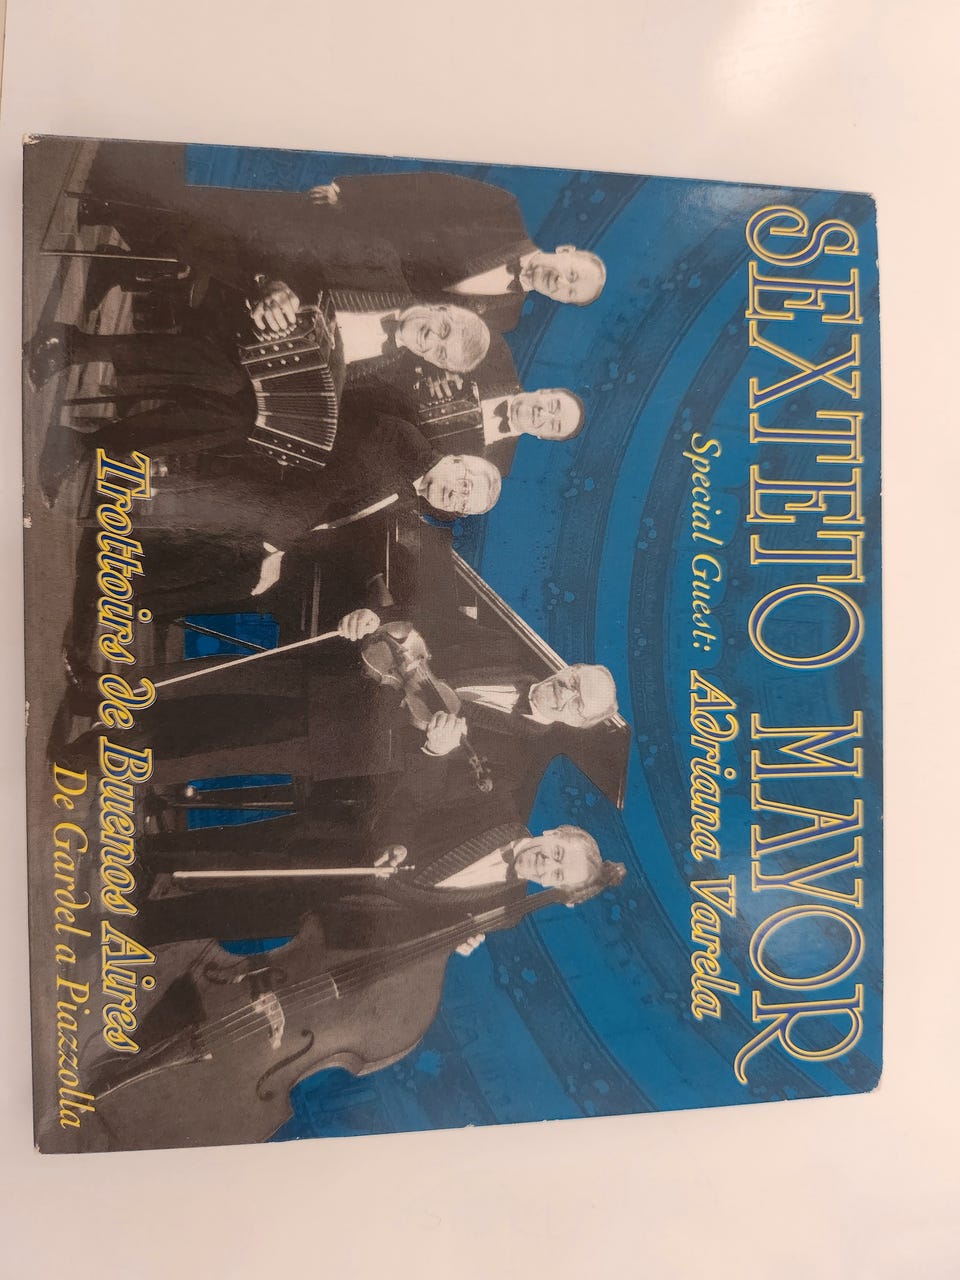 SEXTETO MAYOR
Special Guest: Adriana Varela
Trottoirs de Buenos Aires
De Gardel a Piazzolla